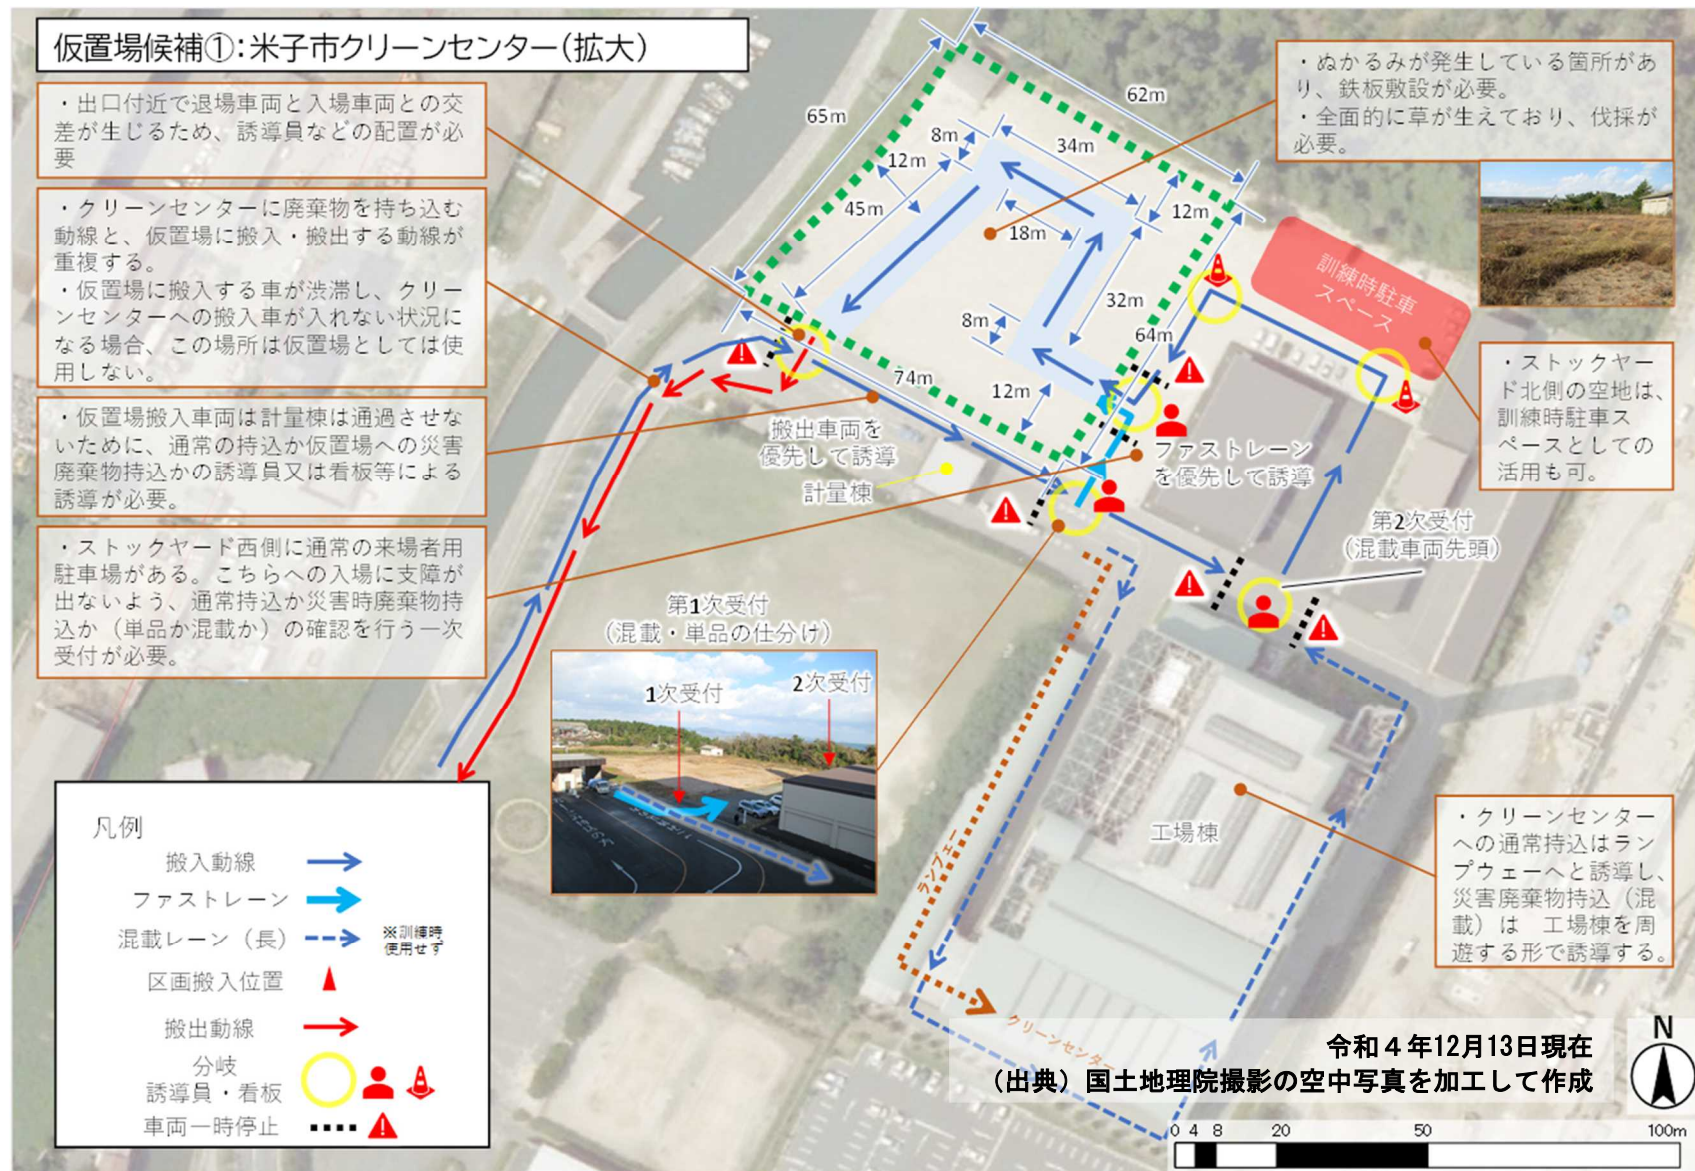 仮置場候補①:米子市クリーンセンター(拡大)
・出口付近で退場車両と入場車両との交
差が生じるため、誘導員などの配置が必
要
・クリーンセンターに廃棄物を持ち込む
動線と、仮置場に搬入・搬出する動線が
重複する。
・仮置場に搬入する車が渋滞し、クリー
ンセンターへの搬入車が入れない状況に
なる場合、この場所は仮置場としては使
用しない。
・仮置場搬入車両は計量棟は通過させな
いために、通常の持込か仮置場への災害
廃棄物持込かの誘導員又は看板等による
誘導が必要。
・ストックヤード西側に通常の来場者用
駐車場がある。こちらへの入場に支障が
出ないよう、通常持込か災害時廃棄物持
込か(単品か混載か)の確認を行う一次
受付が必要。
・ぬかるみが発生している箇所があ
り、鉄板敷設が必要。
・全面的に草が生えており、伐採が
必要。
62m
65m
8m
34m
12m
45m
12m
18m
32m
8m
64m
12m
74m
訓練時駐車
スペース
・ストックヤー
ド北側の空地は、
訓練時駐車ス
ペースとしての
活用も可。
搬出車両を
優先して誘導
計量棟
ファストレーン
を優先して誘導
第2次受付
(混載車両先頭)
第1次受付
(混載・単品の仕分け)
1次受付
2次受付
工場棟
ランプウェー
クリーンセンター
・クリーンセンター
への通常持込はラン
プウェーへと誘導し、
災害廃棄物持込(混
載)は 工場棟を周
遊する形で誘導する。
凡例
搬入動線
ファストレーン
混載レーン(長)
※訓練時
使用せず
区画搬入位置
搬出動線
分岐
誘導員・看板
車両一時停止
令和4年12月13日現在
(出典)国土地理院撮影の空中写真を加工して作成
N
0 4 8 20 50 100m